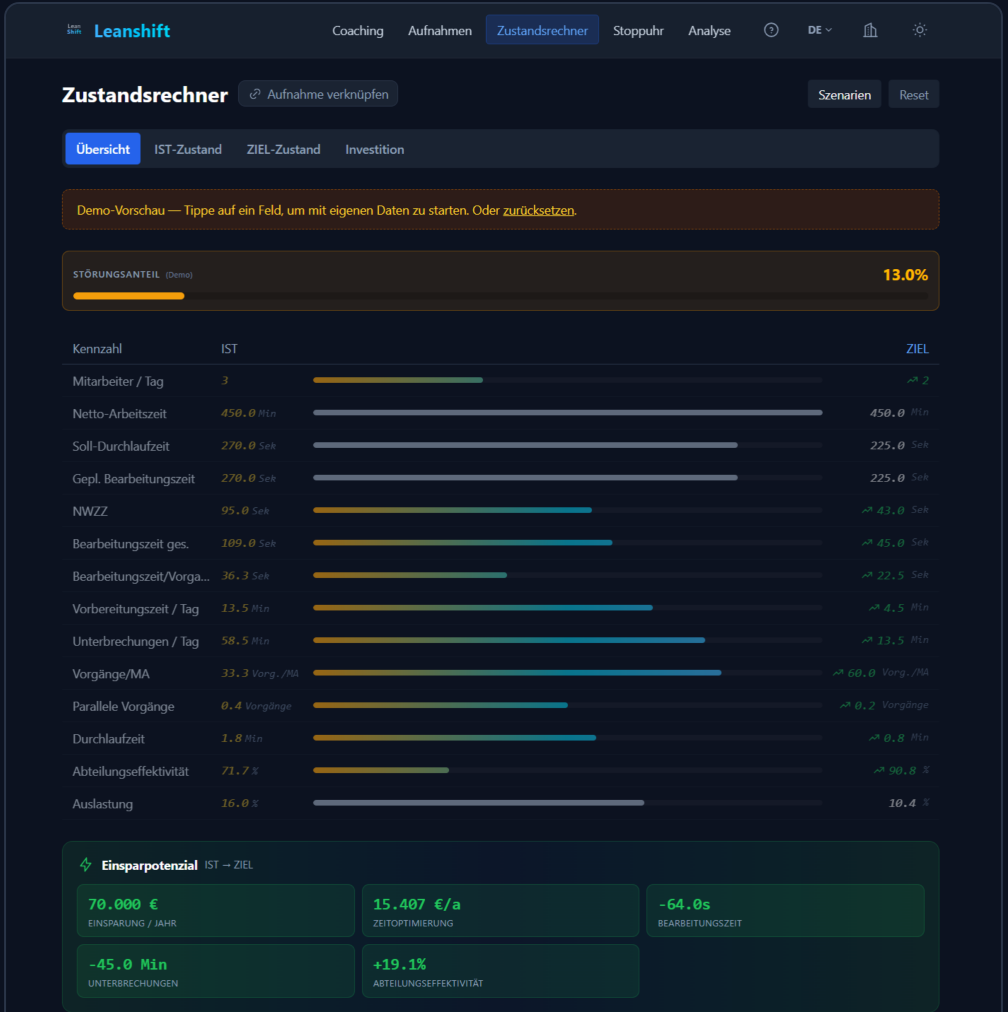 Lean Shift Leanshift Coaching Aufnahmen Zustandsrechner Stoppuhr Analyse ? DE
Zustandsrechner Aufnahme verknüpfen Szenarien Reset
Übersicht IST-Zustand ZIEL-Zustand Investition
Demo-Vorschau — Tippe auf ein Feld, um mit eigenen Daten zu starten. Oder zurücksetzen.
STÖRUNGSANTEIL (Demo) 13.0%
Kennzahl IST ZIEL
Mitarbeiter / Tag 3 2
Netto-Arbeitszeit 450.0 Min 450.0 Min
Soll-Durchlaufzeit 270.0 Sek 225.0 Sek
Gepl. Bearbeitungszeit 270.0 Sek 225.0 Sek
NWZZ 95.0 Sek 43.0 Sek
Bearbeitungszeit ges. 109.0 Sek 45.0 Sek
Bearbeitungszeit/Vorga... 36.3 Sek 22.5 Sek
Vorbereitungszeit / Tag 13.5 Min 4.5 Min
Unterbrechungen / Tag 58.5 Min 13.5 Min
Vorgänge/MA 33.3 Vorg./MA 60.0 Vorg./MA
Parallele Vorgänge 0.4 Vorgänge 0.2 Vorgänge
Durchlaufzeit 1.8 Min 0.8 Min
Abteilungseffektivität 71.7 % 90.8 %
Auslastung 16.0 % 10.4 %
Einsparpotenzial IST → ZIEL
70.000 € 15.407 €/a -64.0s
EINSPARUNG / JAHR ZEITOPTIMIERUNG BEARBEITUNGSZEIT
-45.0 Min +19.1%
UNTERBRECHUNGEN ABTEILUNGSEFFEKTIVITÄT